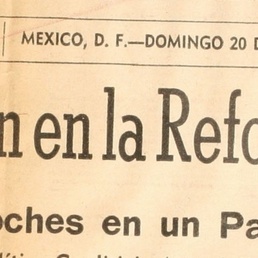 MEXICO, D. F.—DOMINGO 20 D
n en la Refo
oches en un Pa